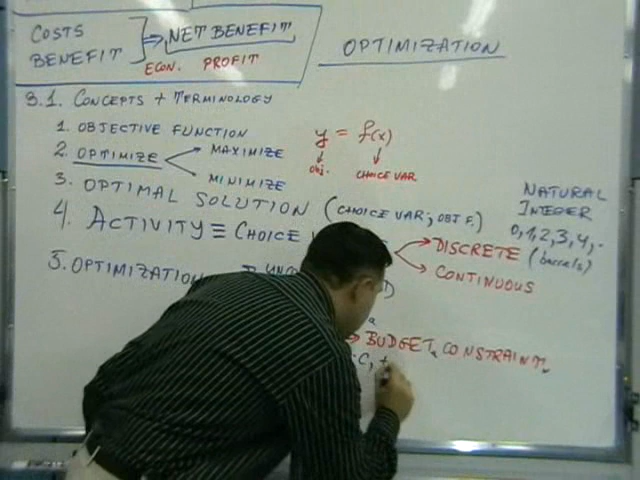 COSTS
BENEFIT
⇒ NET BENEFIT
ECON. PROFIT
OPTIMIZATION
3.1. CONCEPTS + TERMINOLOGY
1. OBJECTIVE FUNCTION
2. OPTIMIZE
MAXIMIZE
MINIMIZE
y = f(x)
OBJ.
CHOICE VAR
3. OPTIMAL SOLUTION (CHOICE VAR; OBJ F.)
4. ACTIVITY ≡ CHOICE
DISCRETE (barrels)
CONTINUOUS
NATURAL
INTEGER
0,1,2,3,4,..
5. OPTIMIZATION
BUDGET CONSTRAINT